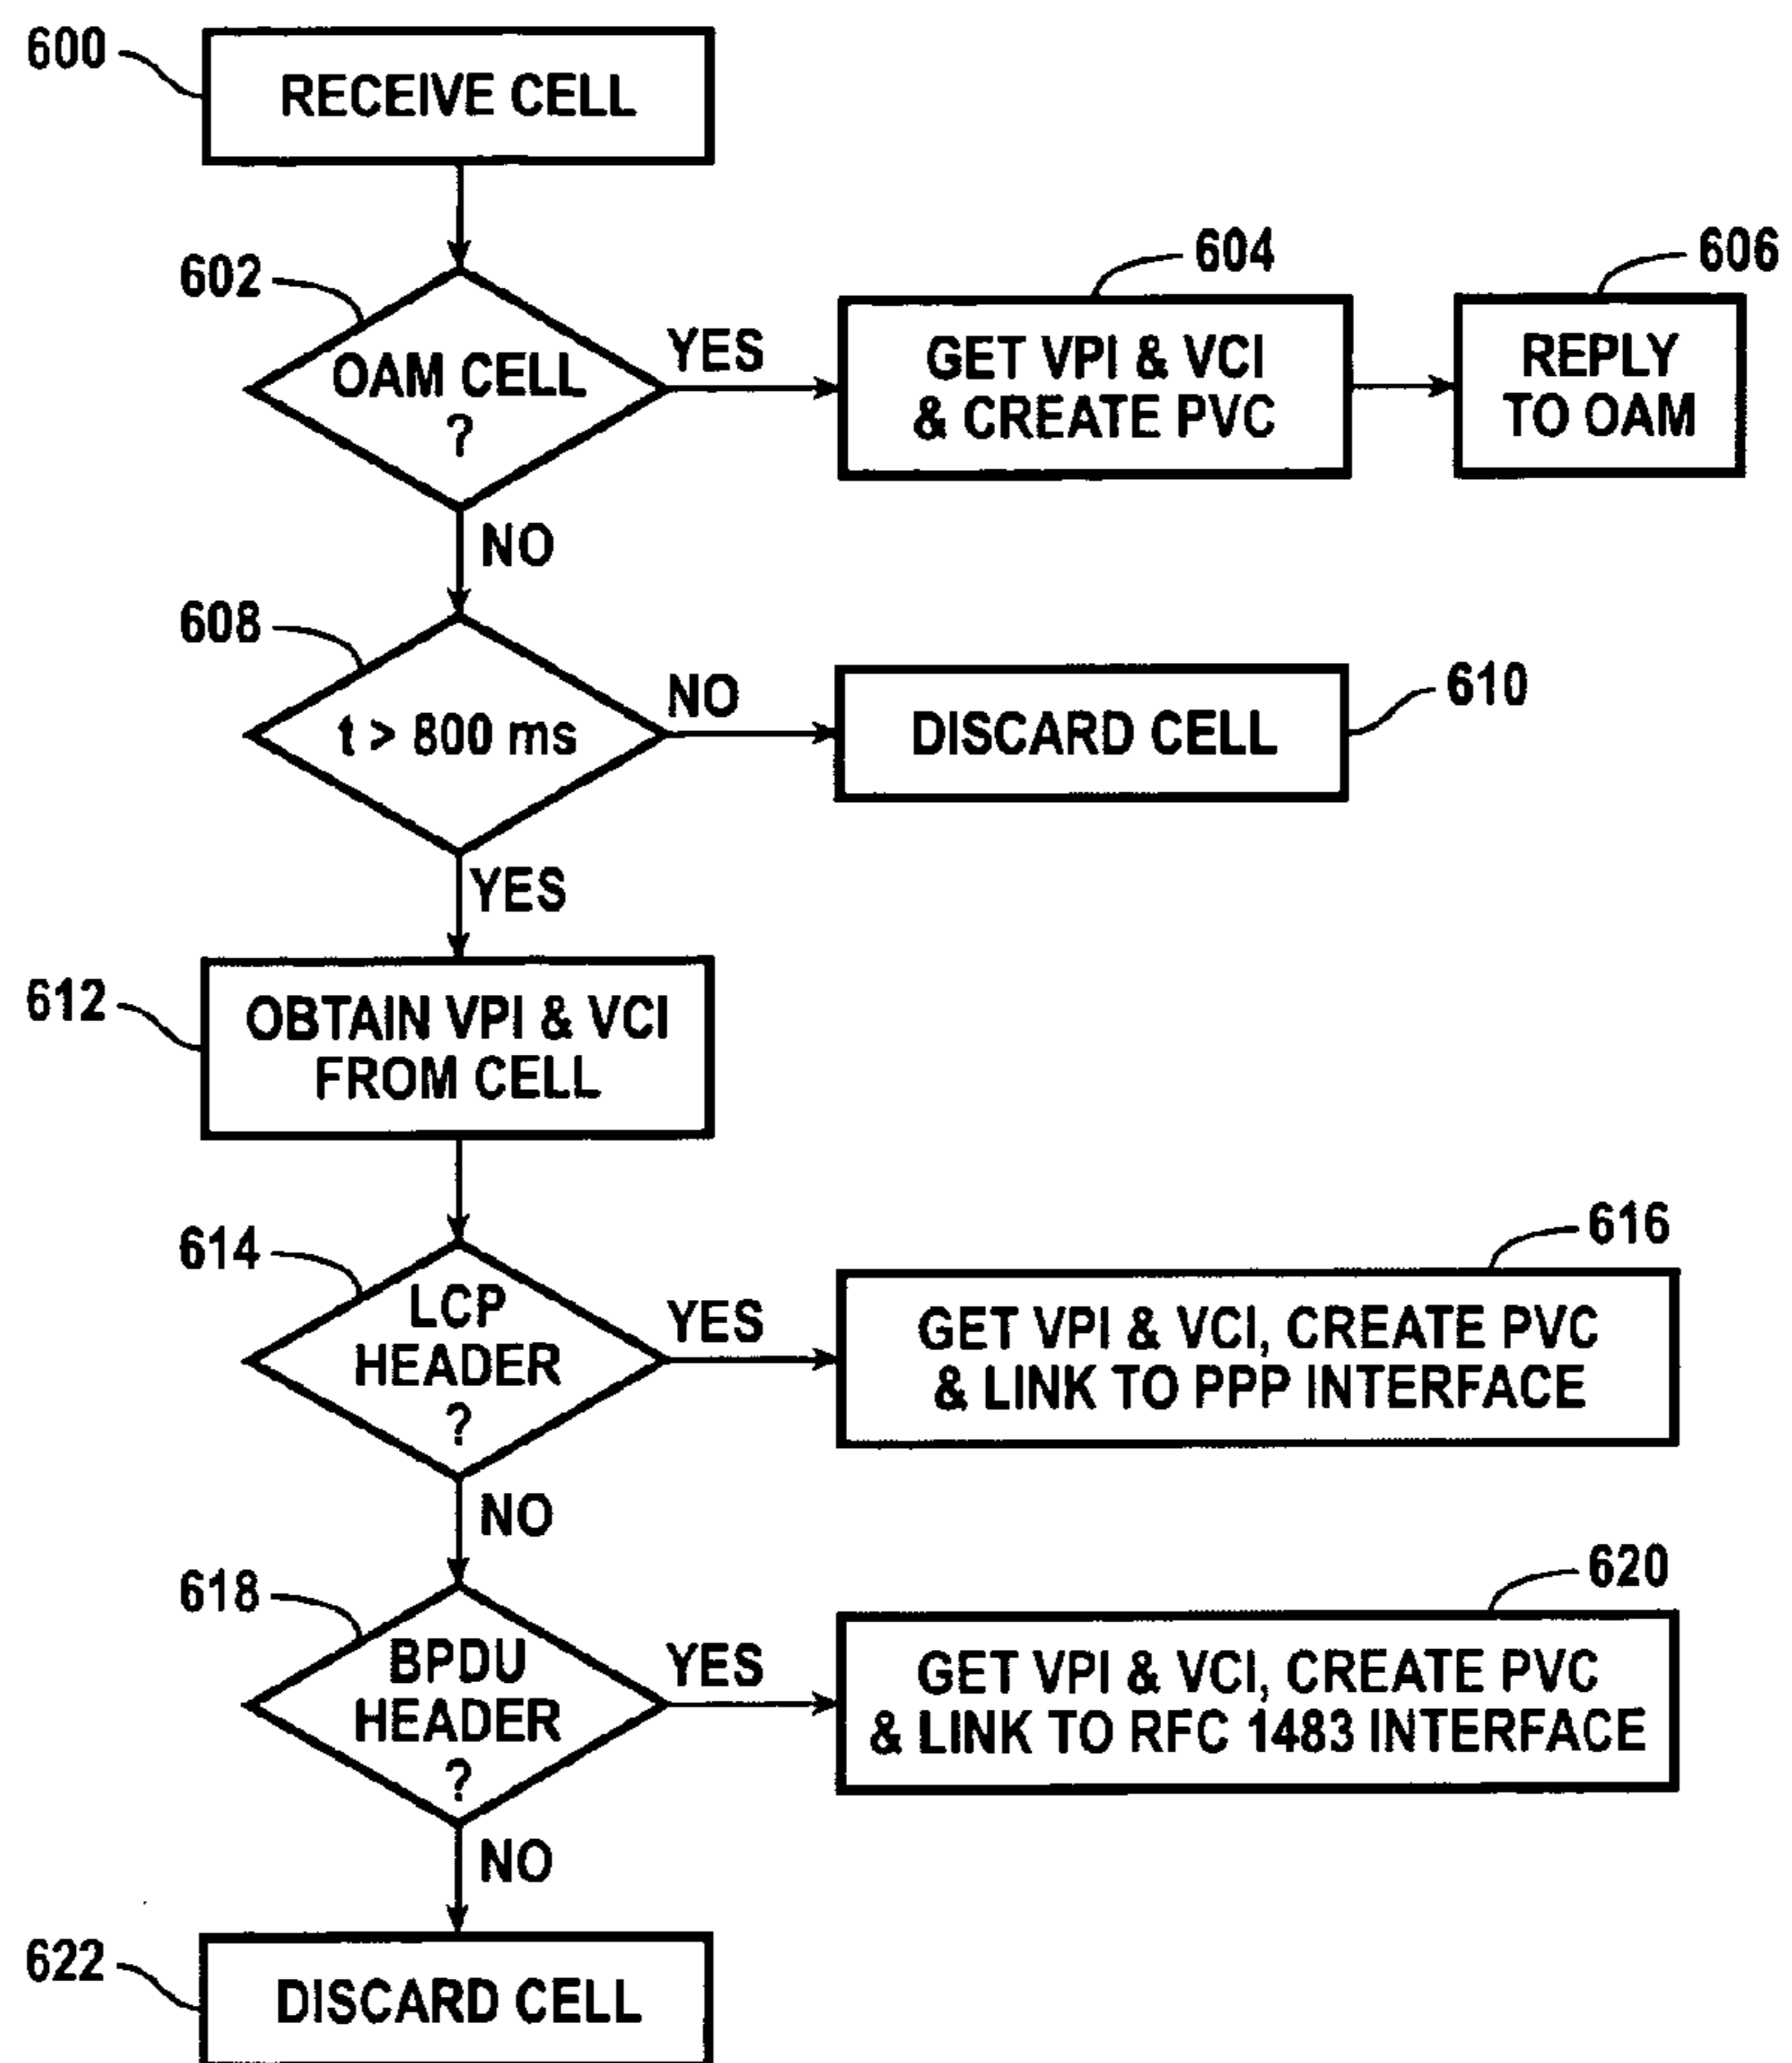 600
RECEIVE CELL
602
OAM CELL
?
YES
604
GET VPI & VCI
& CREATE PVC
606
REPLY
TO OAM
NO
608
t > 800 ms
NO
DISCARD CELL
610
YES
612
OBTAIN VPI & VCI
FROM CELL
614
LCP
HEADER
?
YES
616
GET VPI & VCI, CREATE PVC
& LINK TO PPP INTERFACE
NO
618
BPDU
HEADER
?
YES
620
GET VPI & VCI, CREATE PVC
& LINK TO RFC 1483 INTERFACE
NO
622
DISCARD CELL